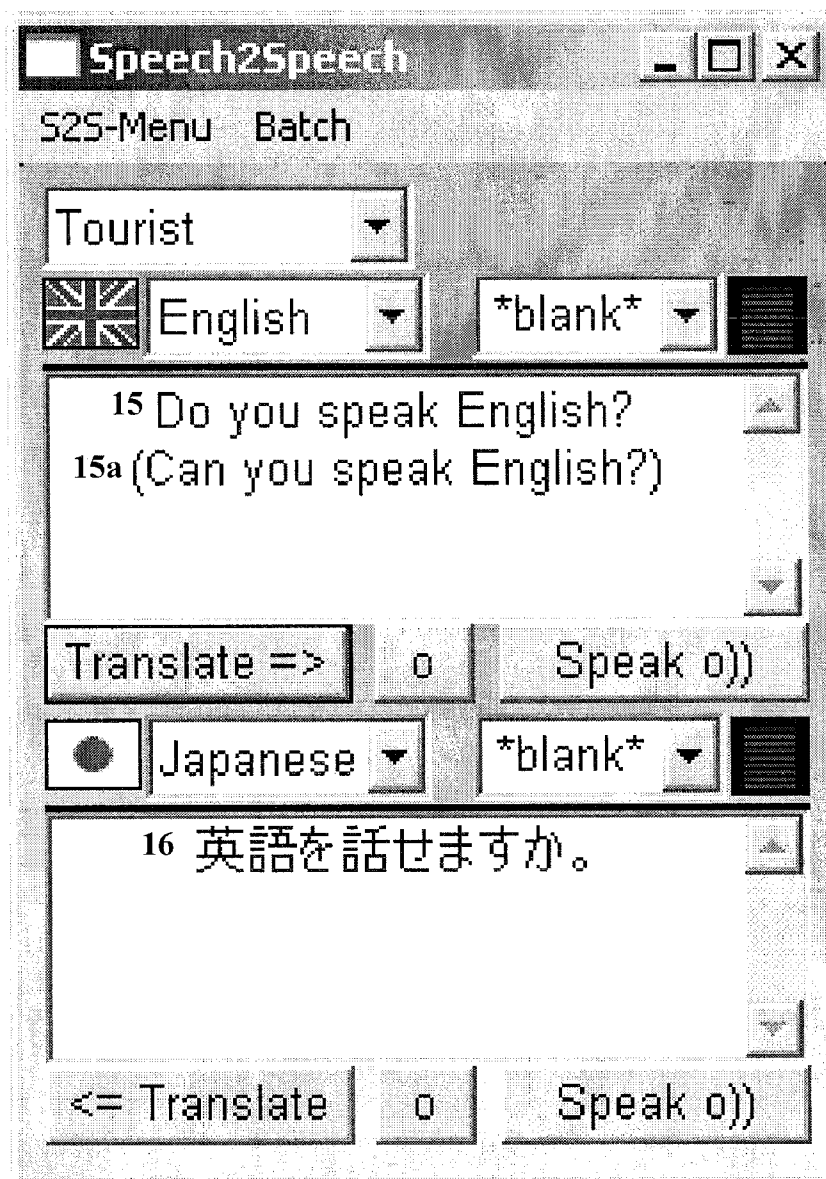 Speech2Speech
S2S-Menu Batch
Tourist
English *blank*
15 Do you speak English?
15a (Can you speak English?)
Translate => o Speak o))
Japanese *blank*
16 英語を話せますか。
<= Translate o Speak o))